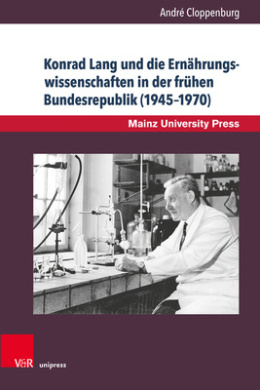 André Cloppenburg
Konrad Lang und die Ernährungs-
wissenschaften in der frühen
Bundesrepublik (1945–1970)
Mainz University Press
V&R
unipress